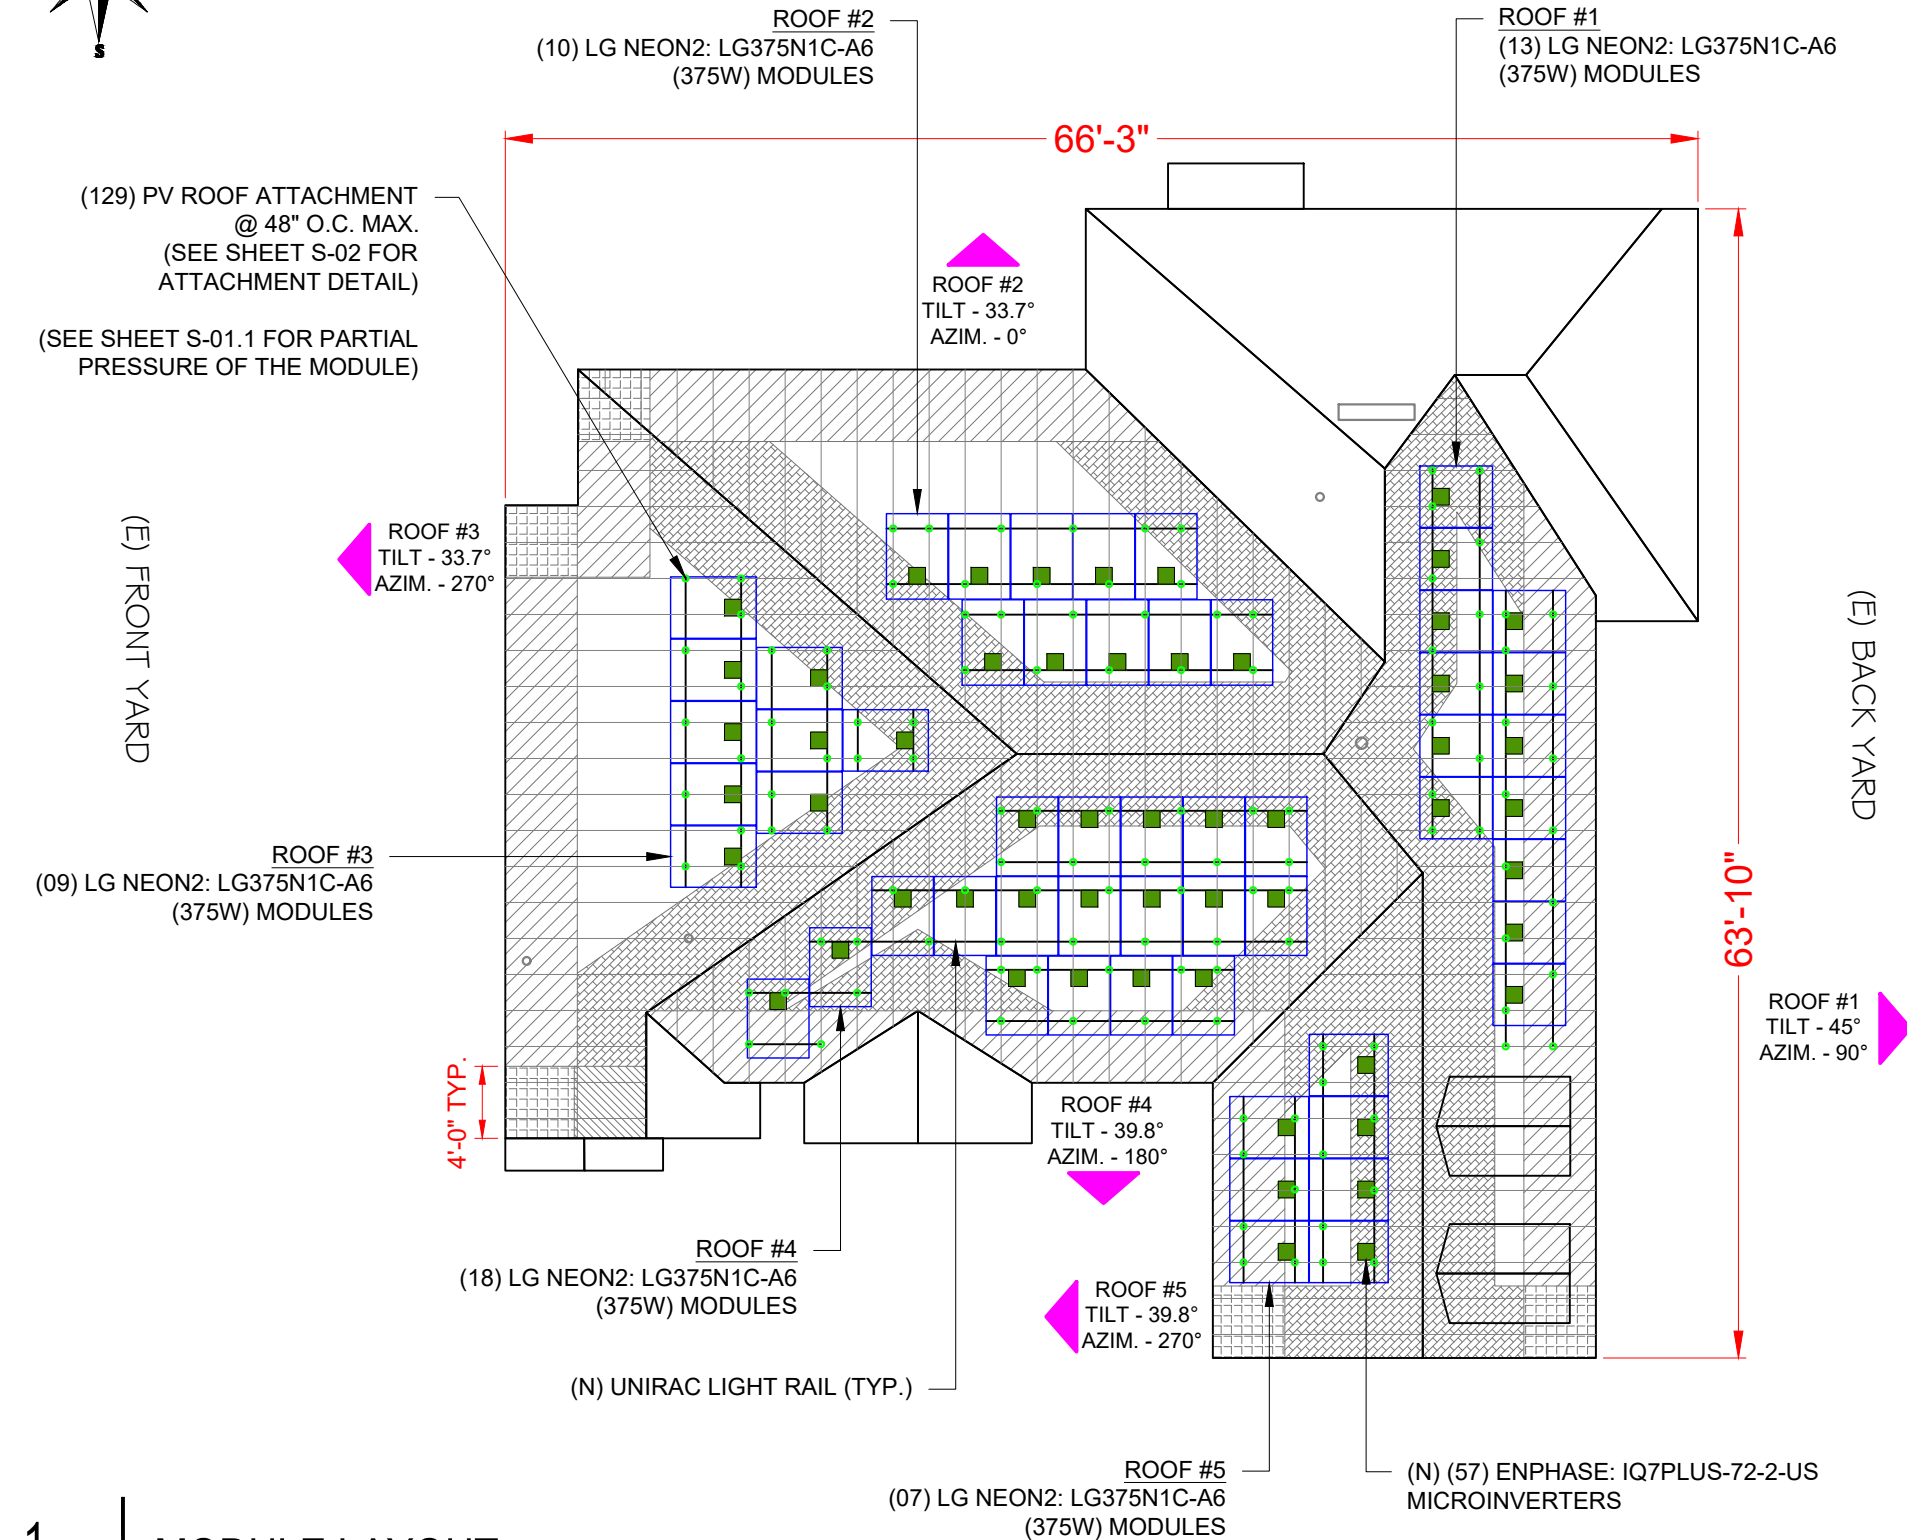 S
ROOF #2
(10) LG NEON2: LG375N1C-A6
(375W) MODULES
ROOF #1
(13) LG NEON2: LG375N1C-A6
(375W) MODULES
66'-3"
(129) PV ROOF ATTACHMENT
@ 48" O.C. MAX.
(SEE SHEET S-02 FOR
ATTACHMENT DETAIL)
(SEE SHEET S-01.1 FOR PARTIAL
PRESSURE OF THE MODULE)
ROOF #2
TILT - 33.7°
AZIM. - 0°
(E) FRONT YARD
ROOF #3
TILT - 33.7°
AZIM. - 270°
(E) BACK YARD
ROOF #3
(09) LG NEON2: LG375N1C-A6
(375W) MODULES
63'-10"
ROOF #1
TILT - 45°
AZIM. - 90°
4'-0" TYP.
ROOF #4
TILT - 39.8°
AZIM. - 180°
ROOF #4
(18) LG NEON2: LG375N1C-A6
(375W) MODULES
ROOF #5
TILT - 39.8°
AZIM. - 270°
(N) UNIRAC LIGHT RAIL (TYP.)
ROOF #5
(07) LG NEON2: LG375N1C-A6
(375W) MODULES
(N) (57) ENPHASE: IQ7PLUS-72-2-US
MICROINVERTERS
1
MODULE LAYOUT